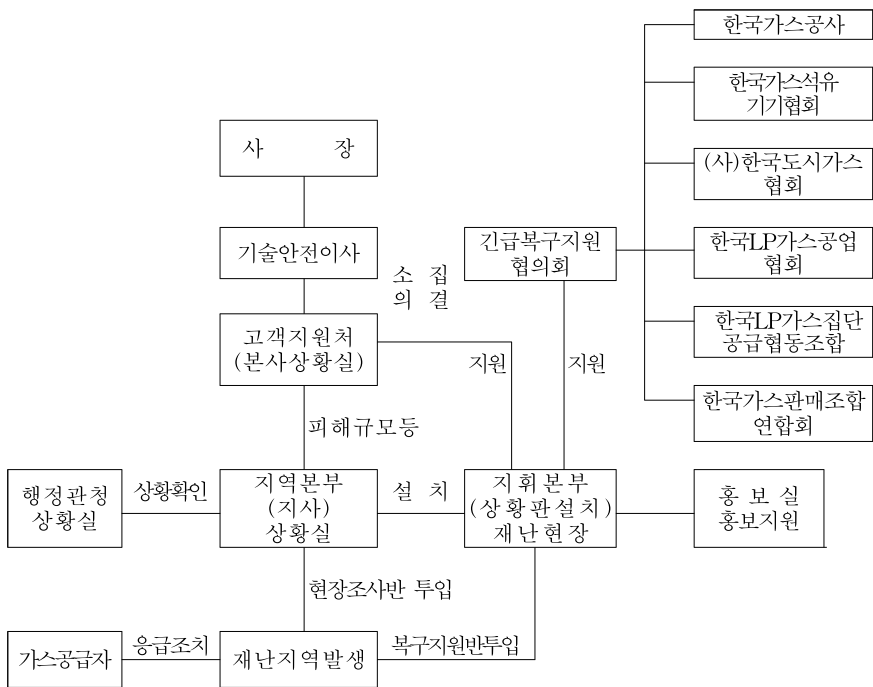 한국가스공사
한국가스석유
기기협회
사 장
(사)한국도시가스
협회
기술안전이사
긴급복구지원
협의회
한국LP가스공업
협회
소 집
의 결
고객지원처
(본사상황실)
지원
지원
한국LP가스집단
공급협동조합
한국가스판매조합
연합회
피해규모등
행정관청
상황실
상황확인
지역본부
(지사)
상황실
설 치
지휘본부
(상황판설치)
재난현장
홍 보 실
홍보지원
현장조사반 투입
가스공급자
응급조치
재난지역발생
복구지원반투입